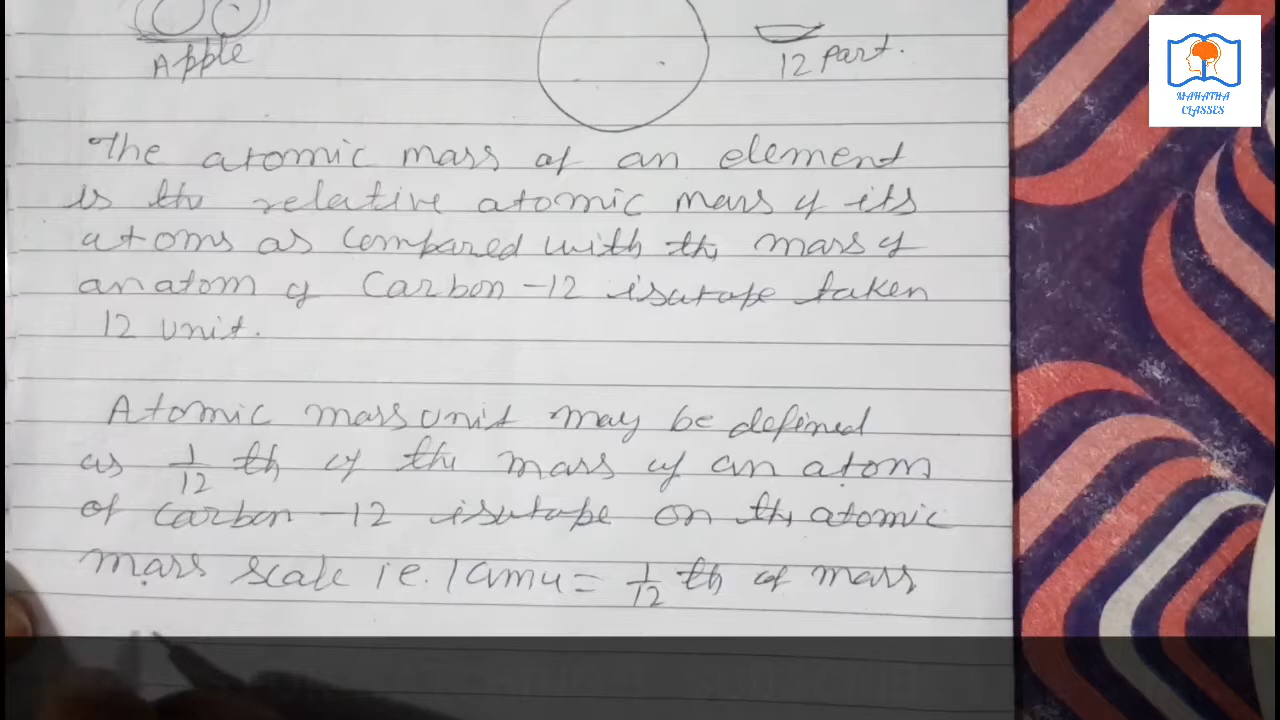 Apple
12 part.
MAHATHA
CLASSES
The atomic mass of an element
is the relative atomic mass of its
atoms as compared with the mass of
an atom of Carbon-12 isotope taken
12 unit.
Atomic mass unit may be defined
as 1/12 th of the mass of an atom
of carbon -12 isotope on the atomic
mass scale i.e. 1amu = 1/12 th of mass